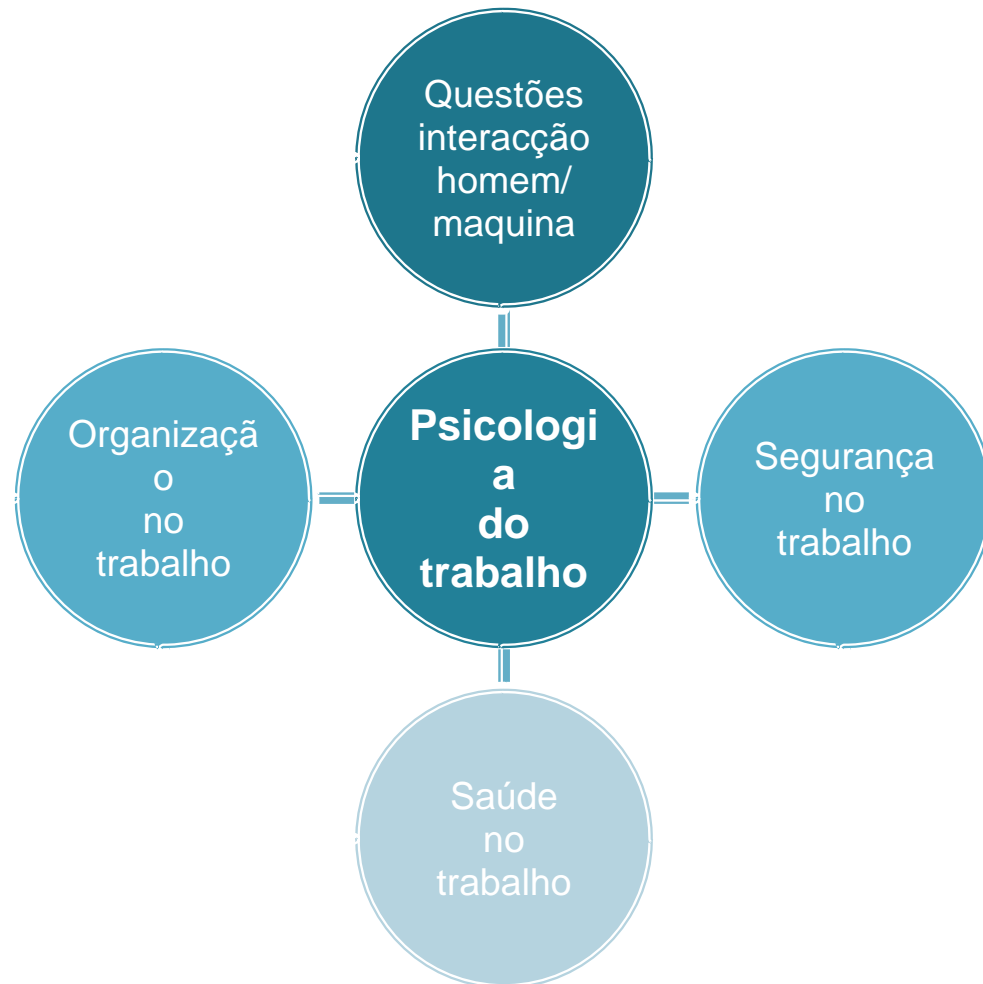 Questões
interacção
homem/
maquina
Organizaçã
o
no
trabalho
Psicologi
a
do
trabalho
Segurança
no
trabalho
Saúde
no
trabalho